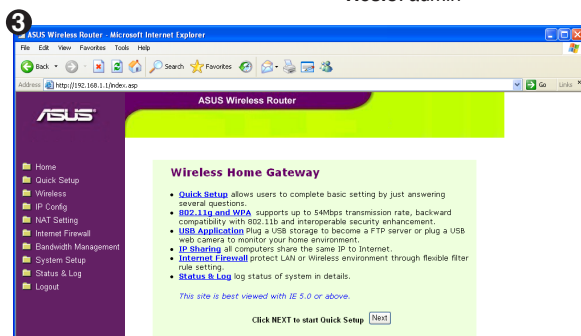 3
ASUS Wireless Router - Microsoft Internet Explorer
File Edit View Favorites Tools Help
Back Search Favorites
Address http://192.168.1.1/index.asp Go Links
ASUS Wireless Router
ASUS
Home
Quick Setup
Wireless
IP Config
NAT Setting
Internet Firewall
Bandwidth Management
System Setup
Status & Log
Logout
Wireless Home Gateway
• Quick Setup allows users to complete basic setting by just answering
several questions.
• 802.11g and WPA supports up to 54Mbps transmission rate, backward
compatibility with 802.11b and interoperable security enhancement.
• USB Application Plug a USB storage to become a FTP server or plug a USB
web camera to monitor your home environment.
• IP Sharing all computers share the same IP to Internet.
• Internet Firewall protect LAN or Wireless environment through flexible filter
rule setting.
• Status & Log log status of system in details.
This site is best viewed with IE 5.0 or above.
Click NEXT to start Quick Setup Next